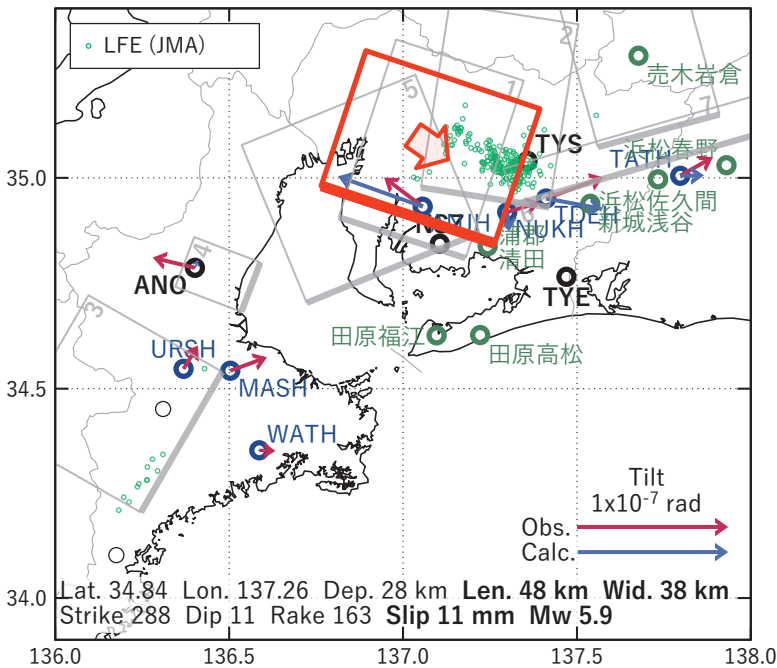 LFE (JMA)
2
1
5
7
売木岩倉
TYS
浜松春野
TATH
35.0
浜松佐久間
TDEH
新城浅谷
NUKH
6
蒲郡
清田
4
ANO
TYE
3
田原福江
田原高松
URSH
MASH
34.5
WATH
Tilt
1x10-7 rad
Obs.
Calc.
Lat. 34.84 Lon. 137.26 Dep. 28 km Len. 48 km Wid. 38 km
34.0
Strike 288 Dip 11 Rake 163 Slip 11 mm Mw 5.9
136.0 136.5 137.0 137.5 138.0